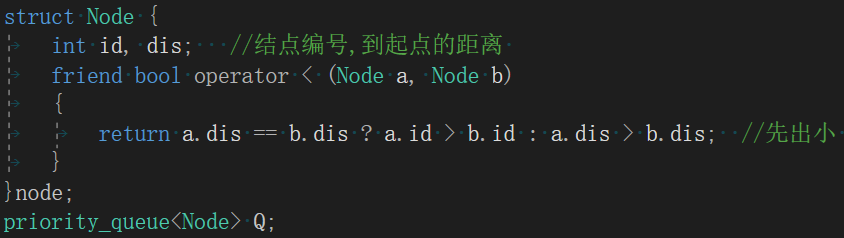 struct Node {
int id, dis; //结点编号,到起点的距离
friend bool operator < (Node a, Node b)
{
return a.dis == b.dis ? a.id > b.id : a.dis > b.dis; //先出小
}
}node;
priority_queue<Node> Q;